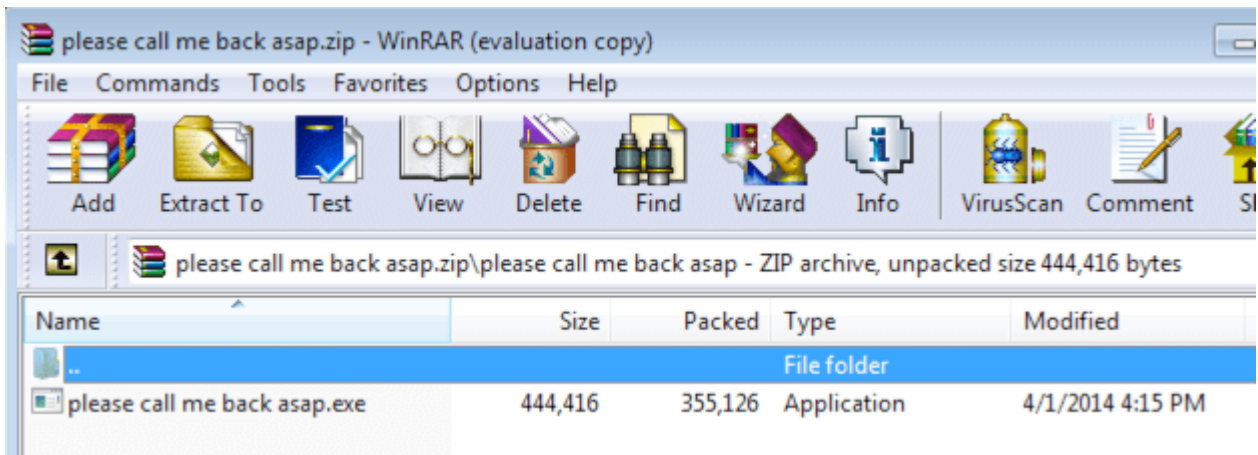 please call me back asap.zip - WinRAR (evaluation copy)
File Commands Tools Favorites Options Help
Add Extract To Test View Delete Find Wizard Info VirusScan Comment
please call me back asap.zip\please call me back asap - ZIP archive, unpacked size 444,416 bytes
Name Size Packed Type Modified
.. File folder
please call me back asap.exe 444,416 355,126 Application 4/1/2014 4:15 PM